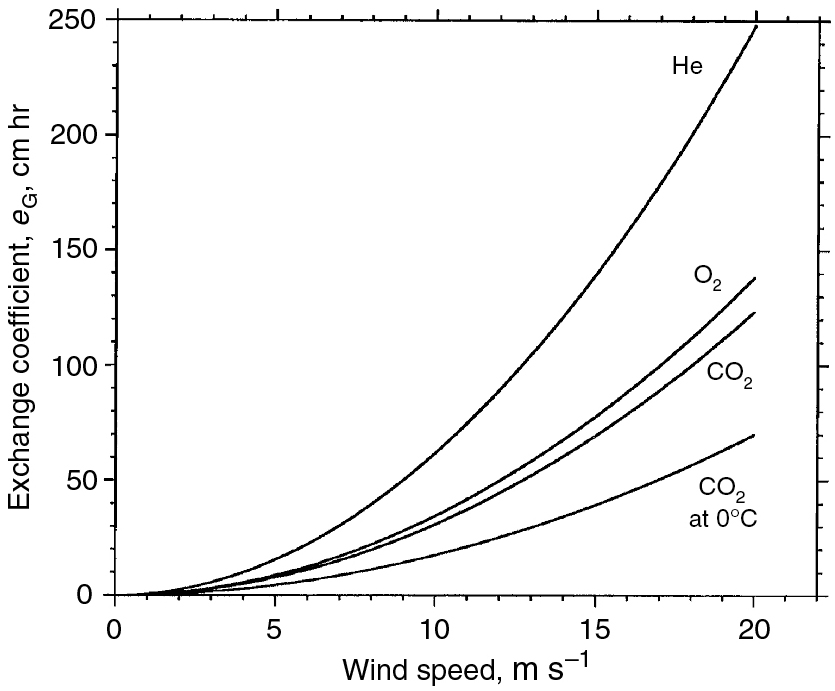 250
200
150
100
50
0
Exchange coefficient, e_G, cm hr
He
O₂
CO₂
CO₂
at 0°C
0 5 10 15 20
Wind speed, m s⁻¹